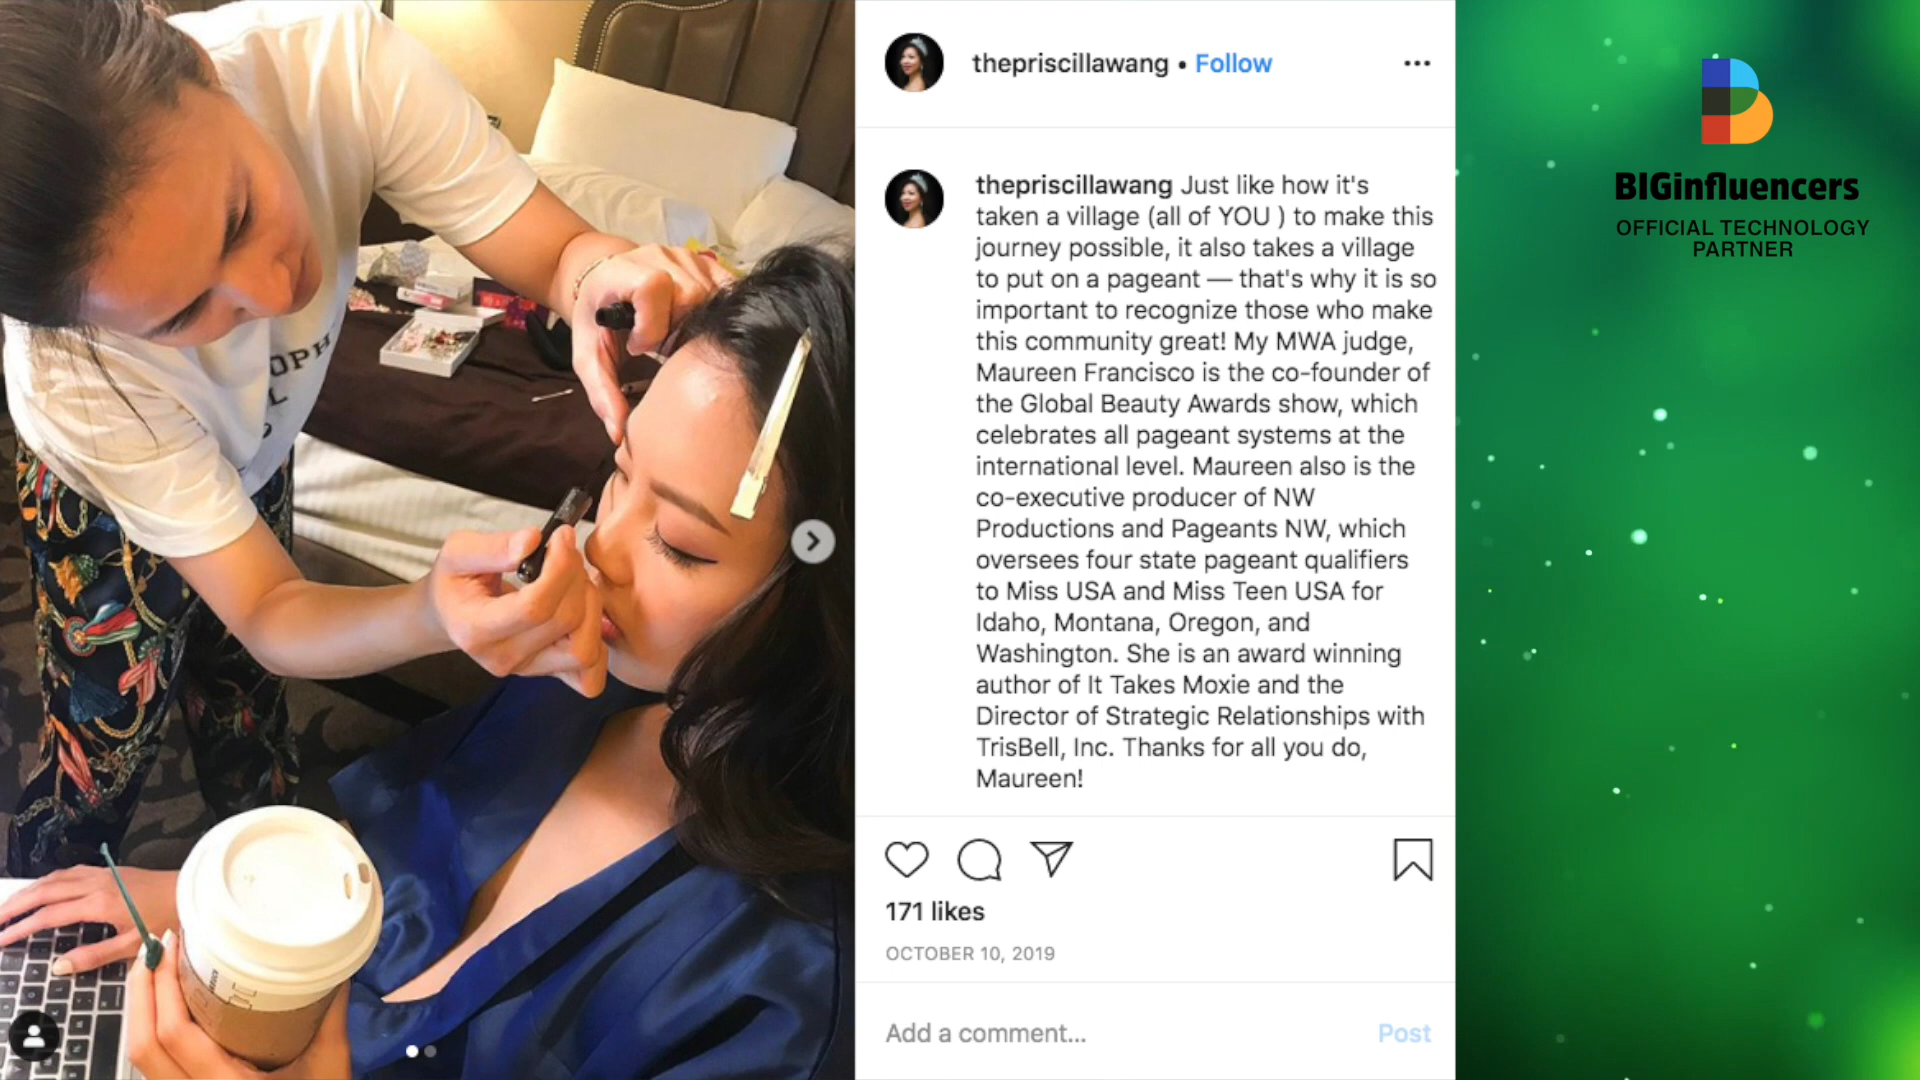 thepriscillawang • Follow
thepriscillawang Just like how it's
taken a village (all of YOU ) to make this
journey possible, it also takes a village
to put on a pageant — that's why it is so
important to recognize those who make
this community great! My MWA judge,
Maureen Francisco is the co-founder of
the Global Beauty Awards show, which
celebrates all pageant systems at the
international level. Maureen also is the
co-executive producer of NW
Productions and Pageants NW, which
oversees four state pageant qualifiers
to Miss USA and Miss Teen USA for
Idaho, Montana, Oregon, and
Washington. She is an award winning
author of It Takes Moxie and the
Director of Strategic Relationships with
TrisBell, Inc. Thanks for all you do,
Maureen!
171 likes
OCTOBER 10, 2019
Add a comment... Post
BIGinfluencers
OFFICIAL TECHNOLOGY
PARTNER
OPH
L